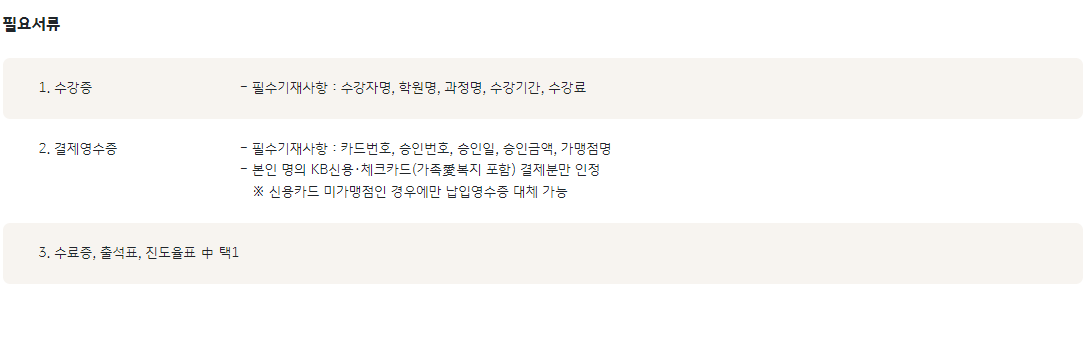 필요서류
1. 수강증 - 필수기재사항 : 수강자명, 학원명, 과정명, 수강기간, 수강료
2. 결제영수증 - 필수기재사항 : 카드번호, 승인번호, 승인일, 승인금액, 가맹점명
- 본인 명의 KB신용·체크카드(가족愛복지 포함) 결제분만 인정
※ 신용카드 미가맹점인 경우에만 납입영수증 대체 가능
3. 수료증, 출석표, 진도율표 中 택1